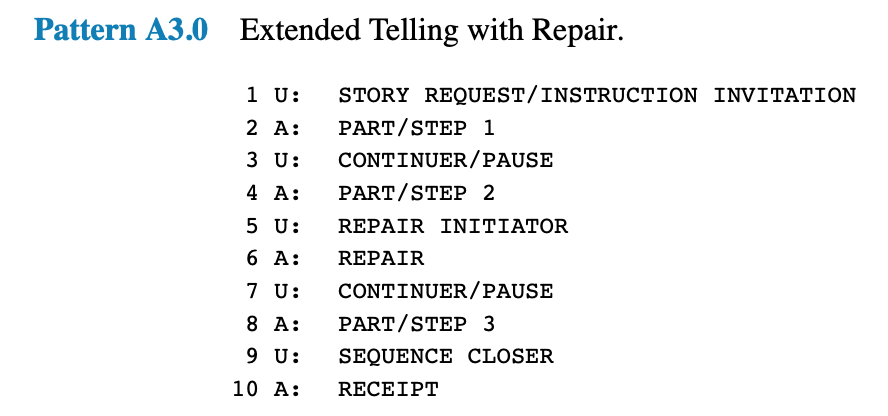 Pattern A3.0 Extended Telling with Repair.
1 U: STORY REQUEST/INSTRUCTION INVITATION
2 A: PART/STEP 1
3 U: CONTINUER/PAUSE
4 A: PART/STEP 2
5 U: REPAIR INITIATOR
6 A: REPAIR
7 U: CONTINUER/PAUSE
8 A: PART/STEP 3
9 U: SEQUENCE CLOSER
10 A: RECEIPT